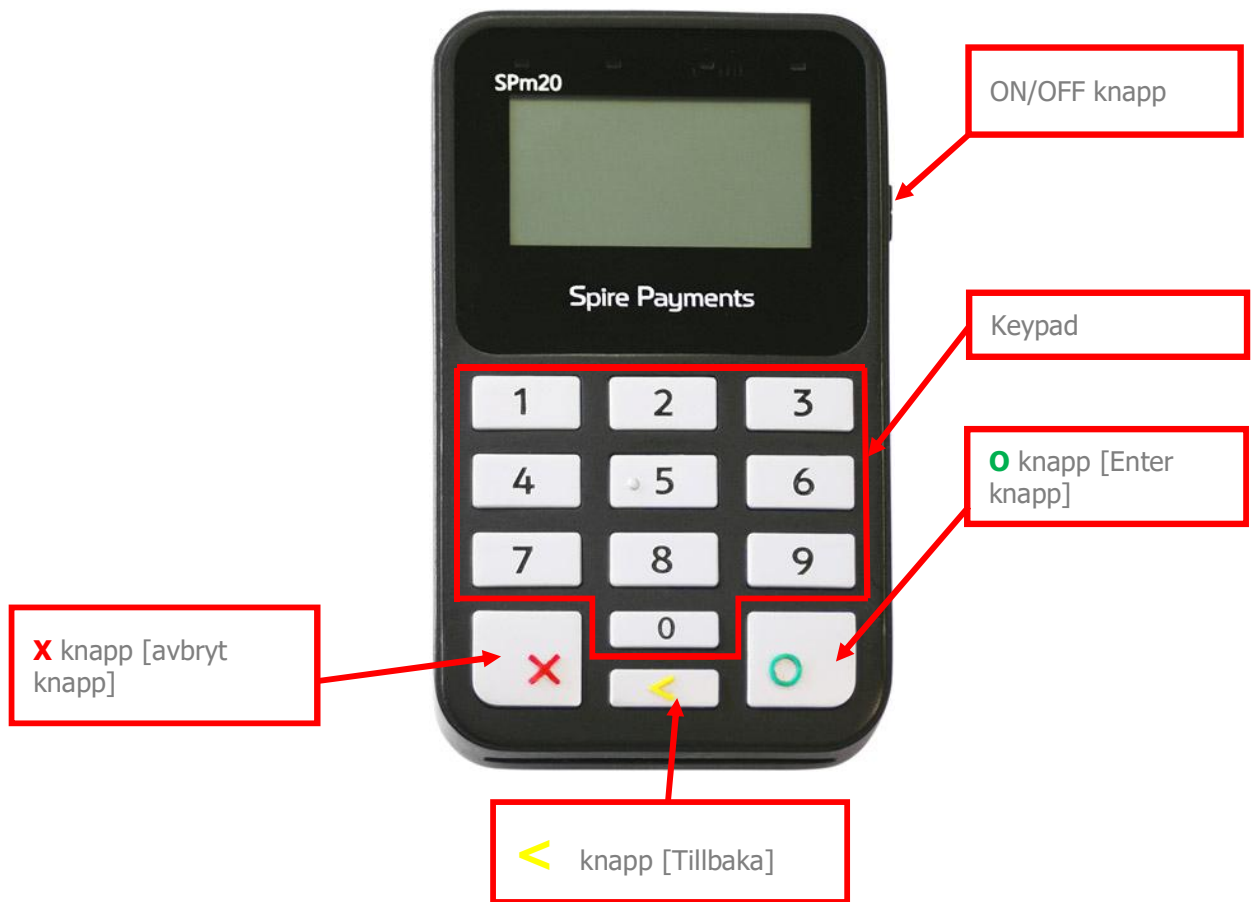 SPm20
ON/OFF knapp
Spire Payments
Keypad
1 2 3
4 5 6
O knapp [Enter
knapp]
7 8 9
0
X knapp [avbryt
knapp]
X < O
< knapp [Tillbaka]